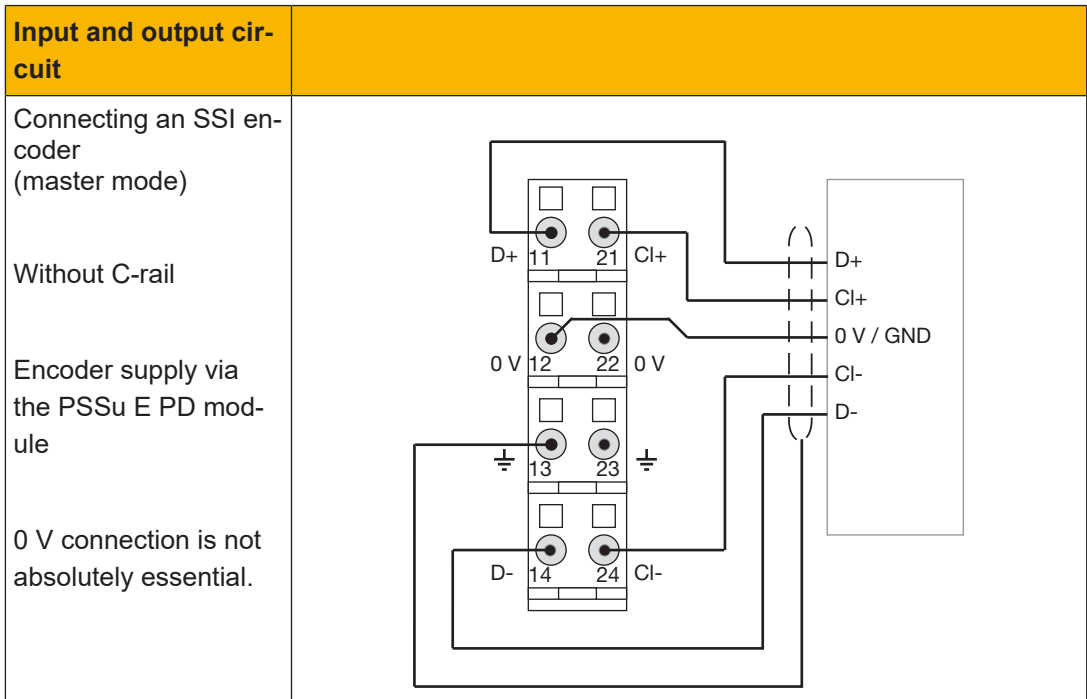 Input and output cir-
cuit
Connecting an SSI en-
coder
(master mode)
Without C-rail
Encoder supply via
the PSSu E PD mod-
ule
0 V connection is not
absolutely essential.
D+ 11 21 Cl+
0 V 12 22 0 V
13 23
D- 14 24 Cl-
D+
Cl+
0 V / GND
Cl-
D-